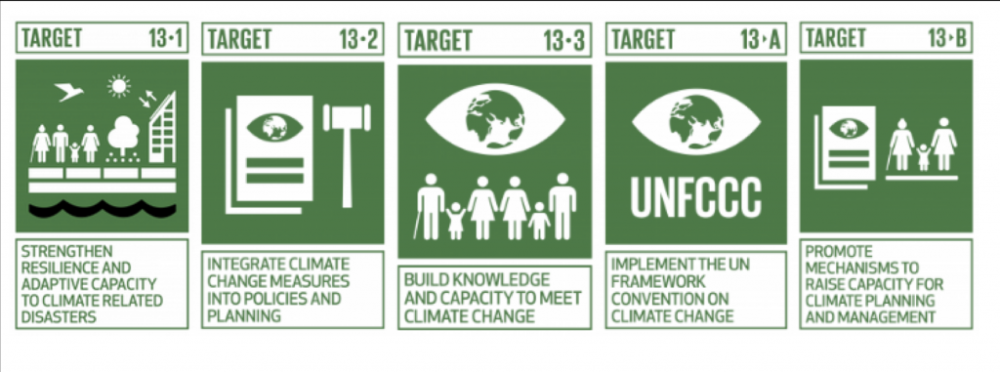 TARGET 13·1
STRENGTHEN
RESILIENCE AND
ADAPTIVE CAPACITY
TO CLIMATE RELATED
DISASTERS
TARGET 13·2
INTEGRATE CLIMATE
CHANGE MEASURES
INTO POLICIES AND
PLANNING
TARGET 13·3
BUILD KNOWLEDGE
AND CAPACITY TO MEET
CLIMATE CHANGE
TARGET 13·A
UNFCCC
IMPLEMENT THE UN
FRAMEWORK
CONVENTION ON
CLIMATE CHANGE
TARGET 13·B
PROMOTE
MECHANISMS TO
RAISE CAPACITY FOR
CLIMATE PLANNING
AND MANAGEMENT